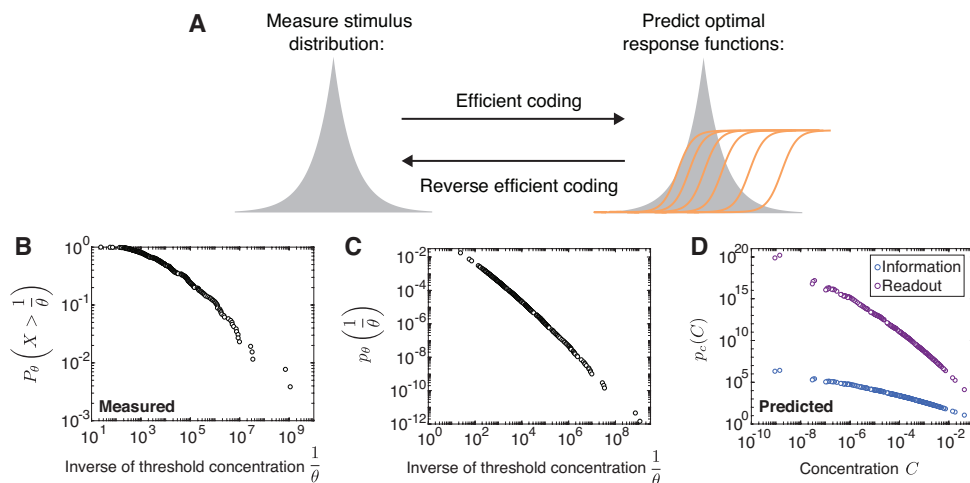 A
Measure stimulus
distribution:
Predict optimal
response functions:
Efficient coding
Reverse efficient coding
B
10^0
10^-1
10^-2
10^-3
P_θ ( X > 1/θ )
Measured
10^1 10^3 10^5 10^7 10^9
Inverse of threshold concentration 1/θ
C
10^-2
10^-4
10^-6
10^-8
10^-10
10^-12
p_θ ( 1/θ )
10^0 10^2 10^4 10^6 10^8
Inverse of threshold concentration 1/θ
D
10^20
10^15
10^10
10^5
10^0
p_c(C)
Information
Readout
Predicted
10^-10 10^-8 10^-6 10^-4 10^-2
Concentration C